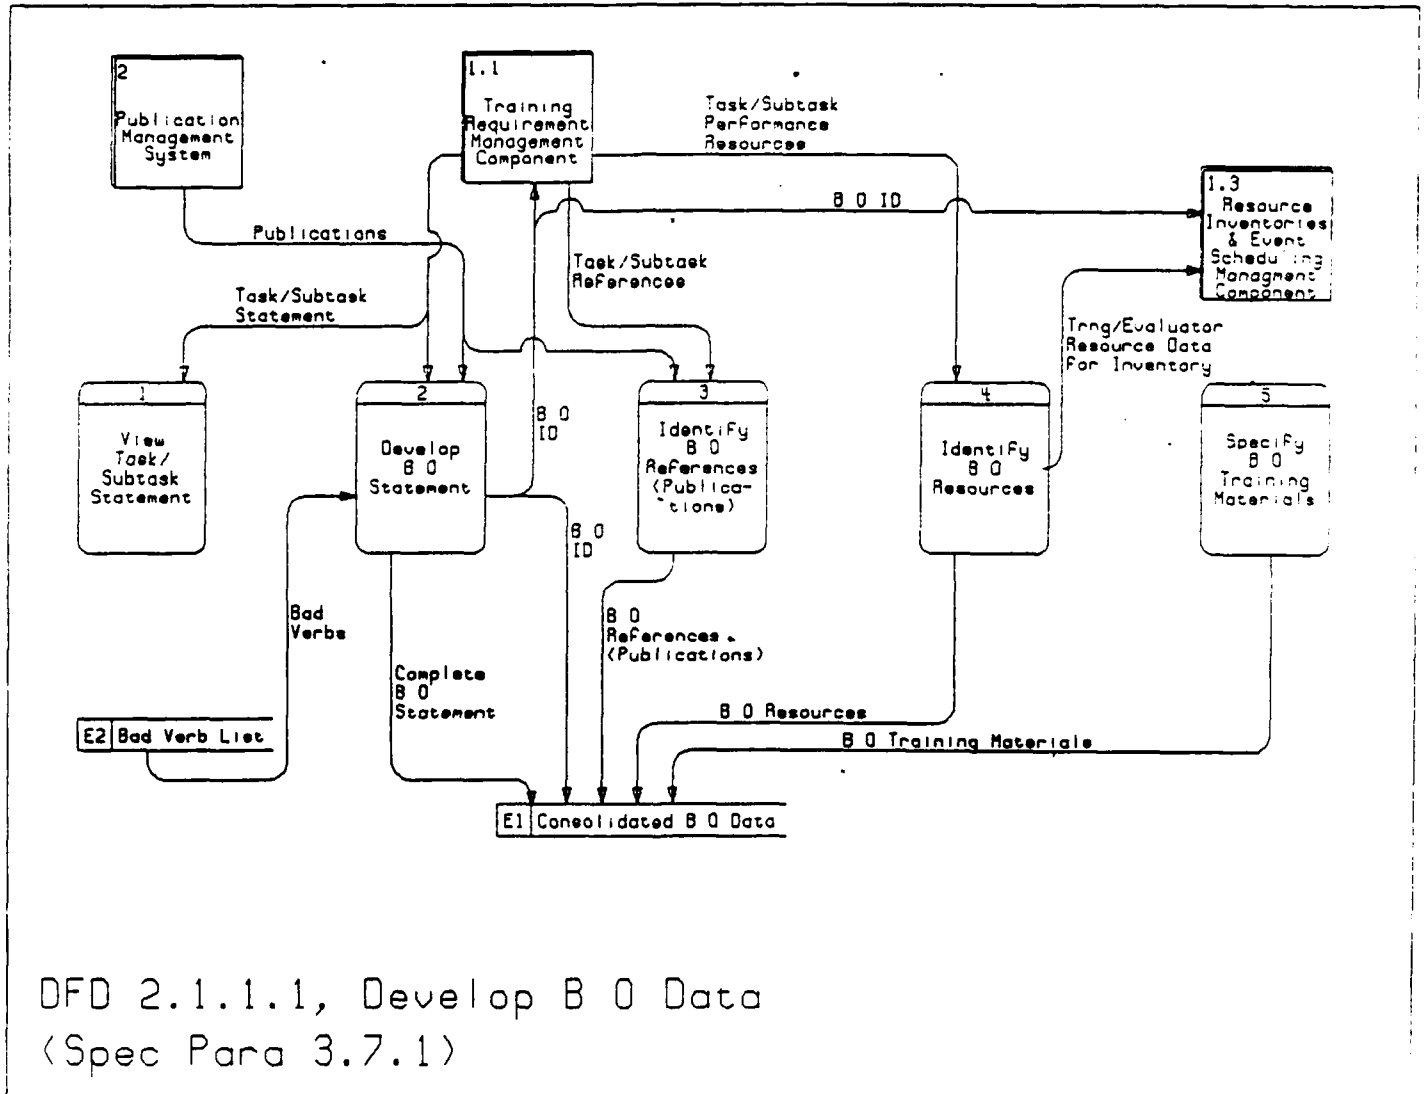 2
Publication
Management
System
1.1
Training
Requirement
Management
Component
Task/Subtask
Performance
Resources
1.3
Resource
Inventories
& Event
Scheduling
Managment
Component
B O ID
Publications
Task/Subtask
References
Task/Subtask
Statement
Trng/Evaluator
Resource Data
for Inventory
1
View
Task/
Subtask
Statement
2
Develop
B O
Statement
B O
ID
3
Identify
B O
References
(Publica-
tions)
4
Identify
B O
Resources
5
Specify
B O
Training
Materials
B O
ID
Bad
Verbs
B O
References
(Publications)
Complete
B O
Statement
B O Resources
B O Training Materials
E2 Bad Verb List
E1 Consolidated B O Data
DFD 2.1.1.1, Develop B O Data
(Spec Para 3.7.1)